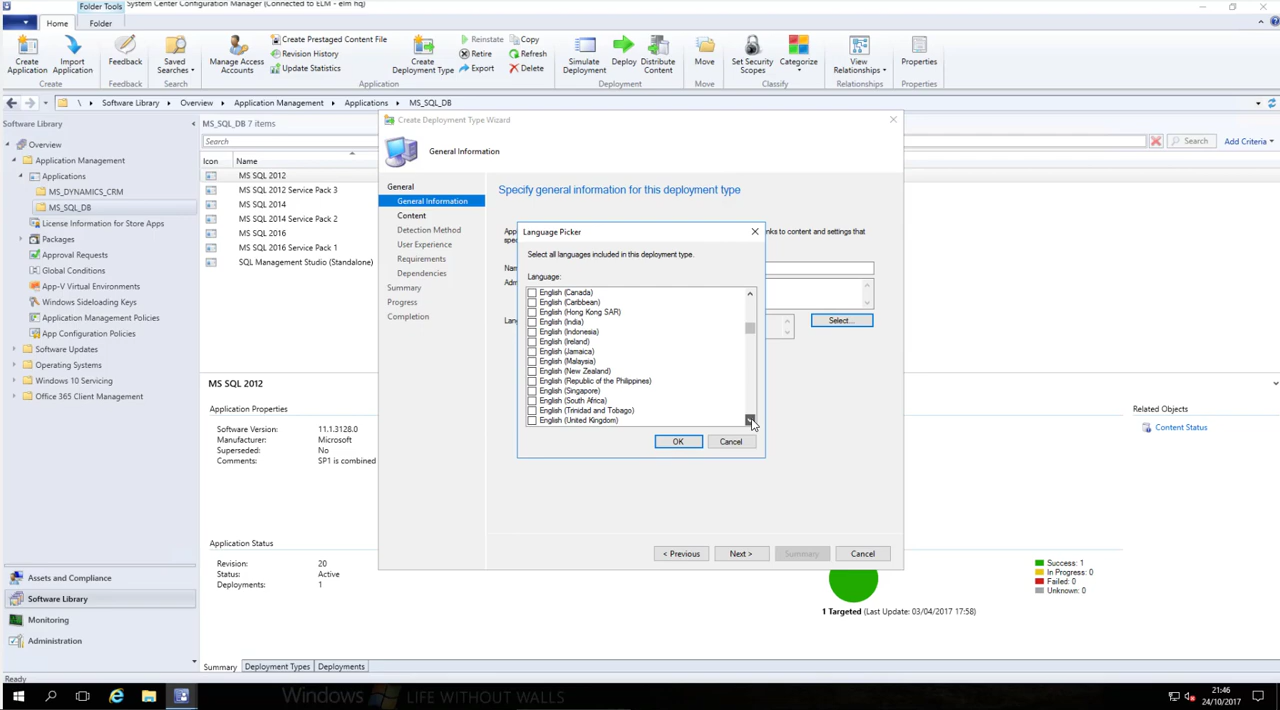 System Center Configuration Manager (Connected to ELM - elm hq)
Folder Tools
Home
Folder
Create Application
Import Application
Create
Feedback
Saved Searches
Search
Manage Access Accounts
Create Prestaged Content File
Revision History
Update Statistics
Application
Create Deployment Type
Reinstate
Retire
Export
Copy
Refresh
Delete
Simulate Deployment
Deploy
Distribute Content
Deployment
Move
Move
Set Security Scopes
Categorize
Classify
View Relationships
Relationships
Properties
Properties
\ Software Library Overview Application Management Applications MS_SQL_DB
Software Library
Overview
Application Management
Applications
MS_DYNAMICS_CRM
MS_SQL_DB
License Information for Store Apps
Packages
Approval Requests
Global Conditions
App-V Virtual Environments
Windows Sideloading Keys
Application Management Policies
App Configuration Policies
Software Updates
Operating Systems
Windows 10 Servicing
Office 365 Client Management
Assets and Compliance
Software Library
Monitoring
Administration
Ready
MS_SQL_DB 7 items
Search
Search
Add Criteria
Icon Name
MS SQL 2012
MS SQL 2012 Service Pack 3
MS SQL 2014
MS SQL 2014 Service Pack 2
MS SQL 2016
MS SQL 2016 Service Pack 1
SQL Management Studio (Standalone)
MS SQL 2012
Application Properties
Software Version: 11.1.3128.0
Manufacturer: Microsoft
Superseded: No
Comments: SP1 is combined
Application Status
Revision: 20
Status: Active
Deployments: 1
Success: 1
In Progress: 0
Failed: 0
Unknown: 0
1 Targeted (Last Update: 03/04/2017 17:58)
Related Objects
Content Status
Summary Deployment Types Deployments
Create Deployment Type Wizard
General Information
General
General Information
Content
Detection Method
User Experience
Requirements
Dependencies
Summary
Progress
Completion
Specify general information for this deployment type
links to content and settings that
Select...
Language Picker
Select all languages included in this deployment type.
Language:
English (Canada)
English (Caribbean)
English (Hong Kong SAR)
English (India)
English (Indonesia)
English (Ireland)
English (Jamaica)
English (Malaysia)
English (New Zealand)
English (Republic of the Philippines)
English (Singapore)
English (South Africa)
English (Trinidad and Tobago)
English (United Kingdom)
OK
Cancel
< Previous
Next >
Summary
Cancel
Windows LIFE WITHOUT WALLS
21:46
24/10/2017